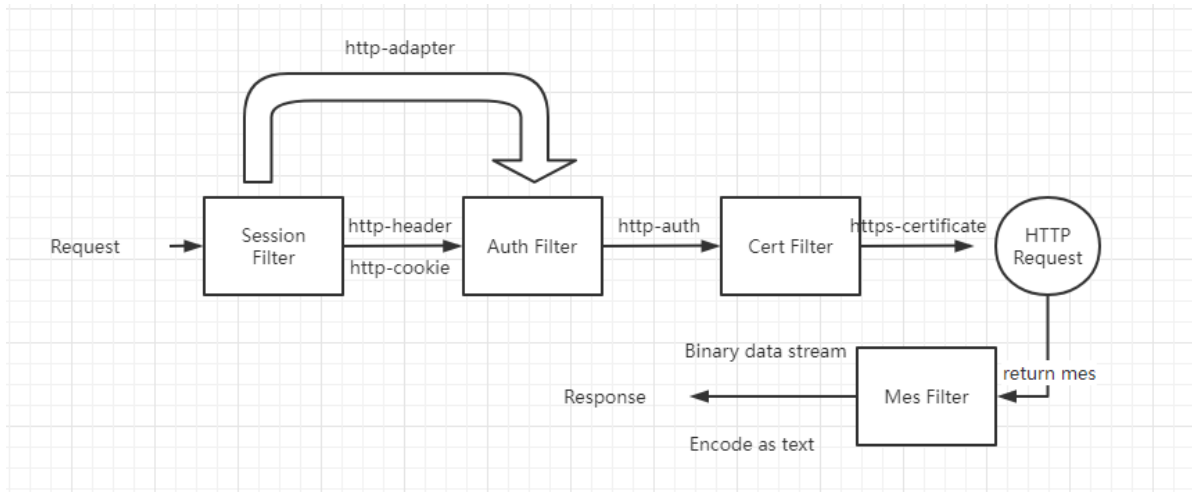 http-adapter
Request
Session
Filter
http-header
http-cookie
Auth Filter
http-auth
Cert Filter
https-certificate
HTTP
Request
return mes
Mes Filter
Binary data stream
Response
Encode as text